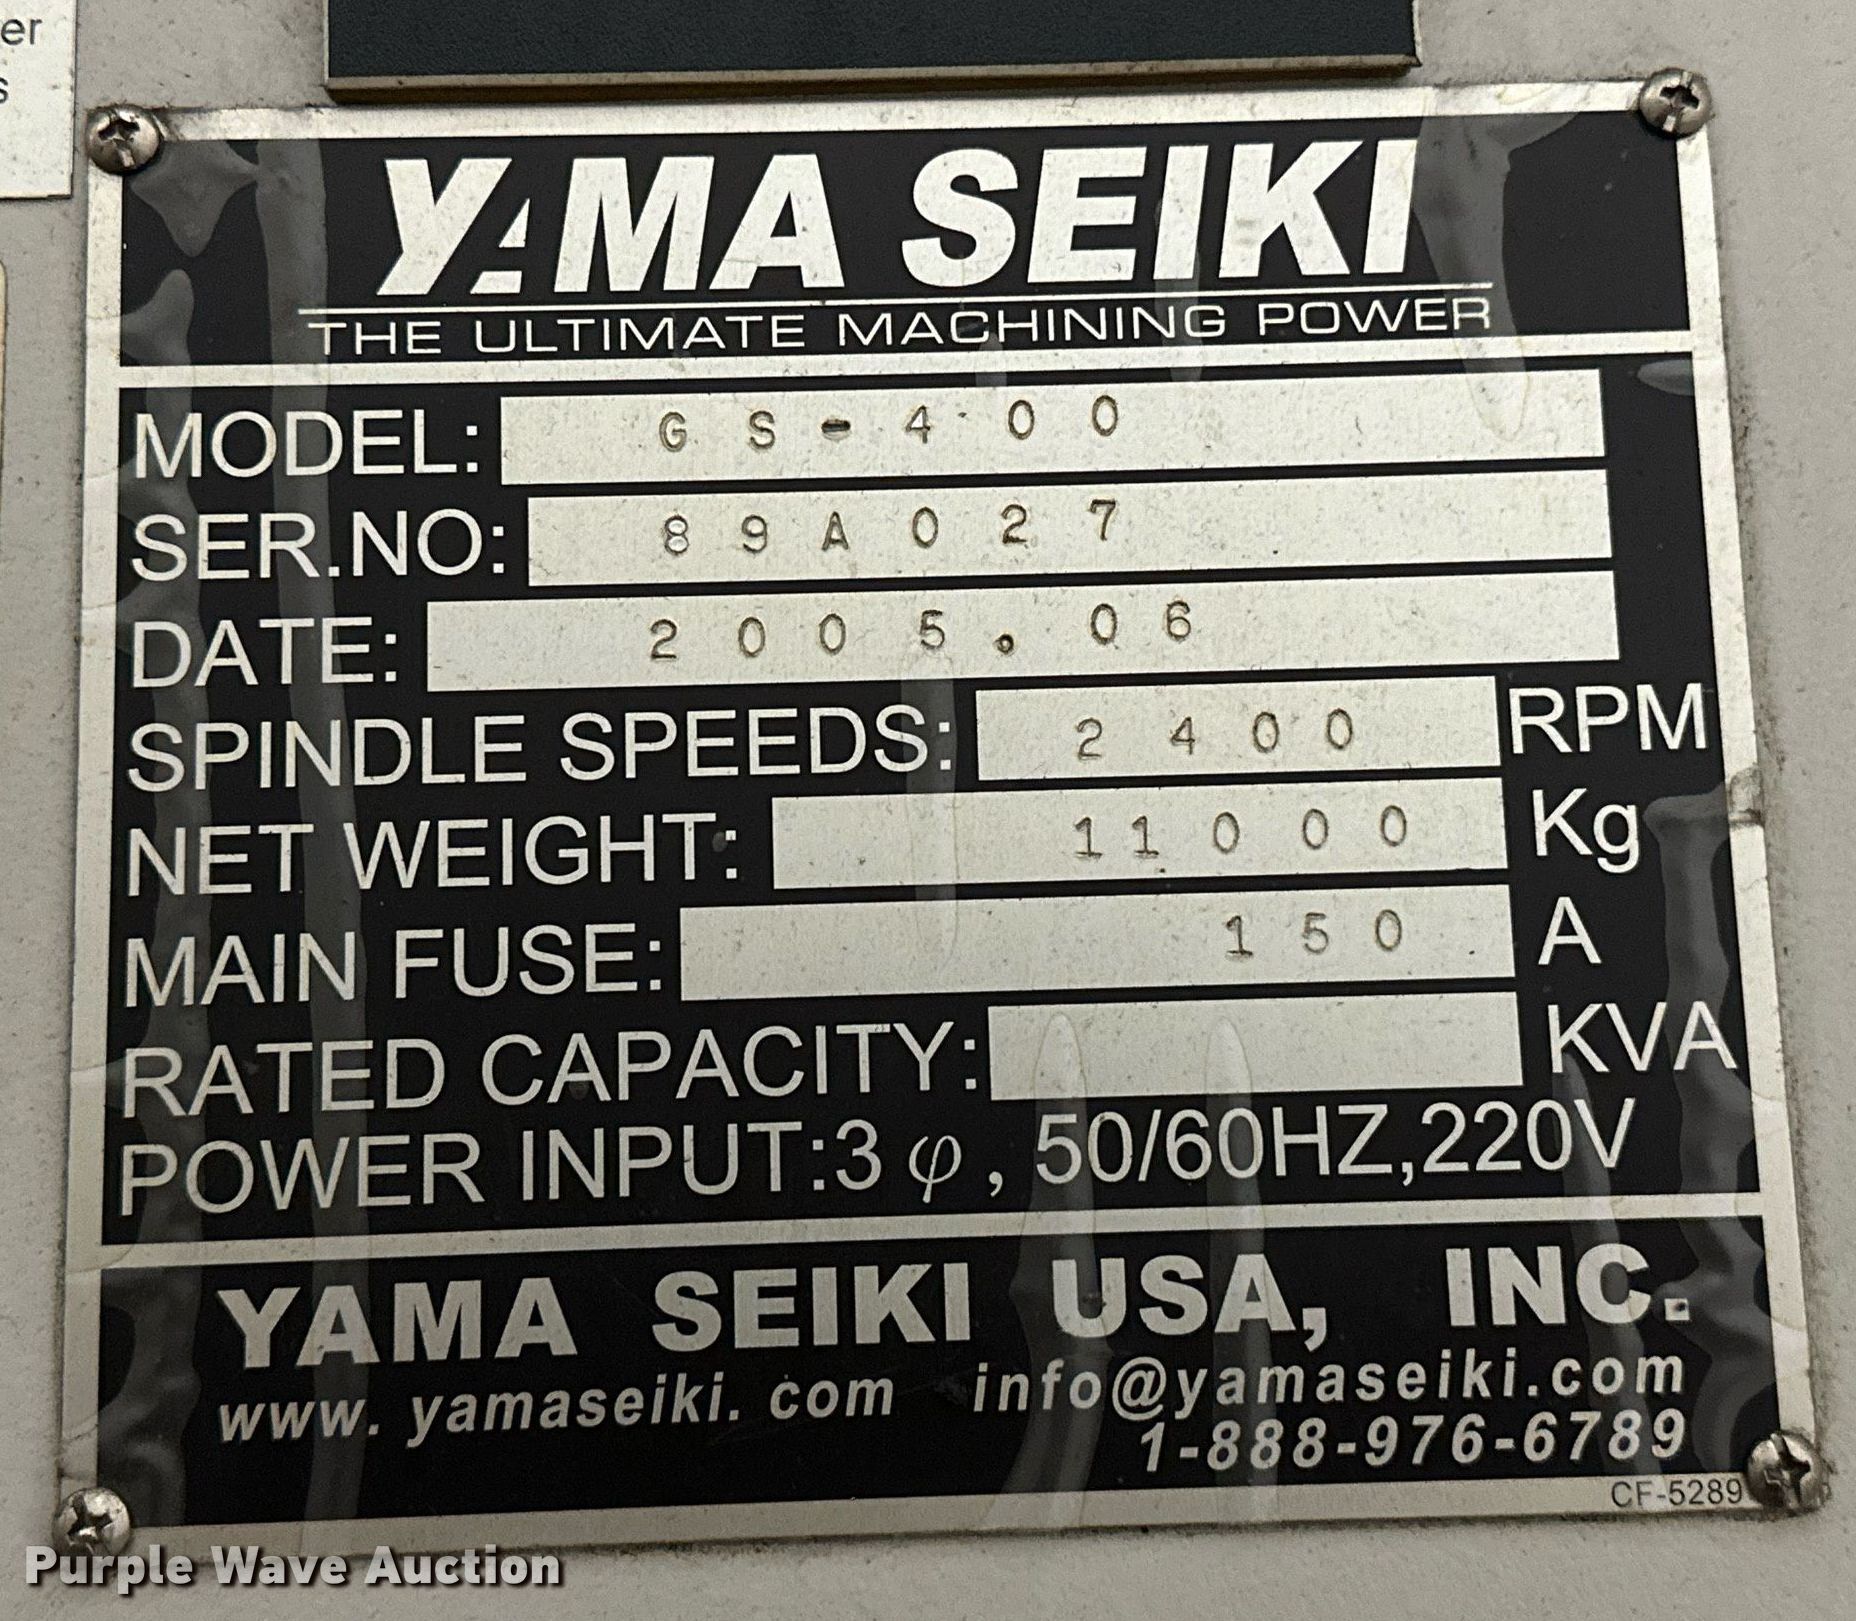 er
s
YAMA SEIKI
THE ULTIMATE MACHINING POWER
MODEL: GS-400
SER.NO: 89A027
DATE: 2005.06
SPINDLE SPEEDS: 2400 RPM
NET WEIGHT: 11000 Kg
MAIN FUSE: 150 A
RATED CAPACITY: KVA
POWER INPUT:3φ, 50/60HZ,220V
YAMA SEIKI USA, INC.
www. yamaseiki. com info@yamaseiki.com
1-888-976-6789
CF-5289
Purple Wave Auction